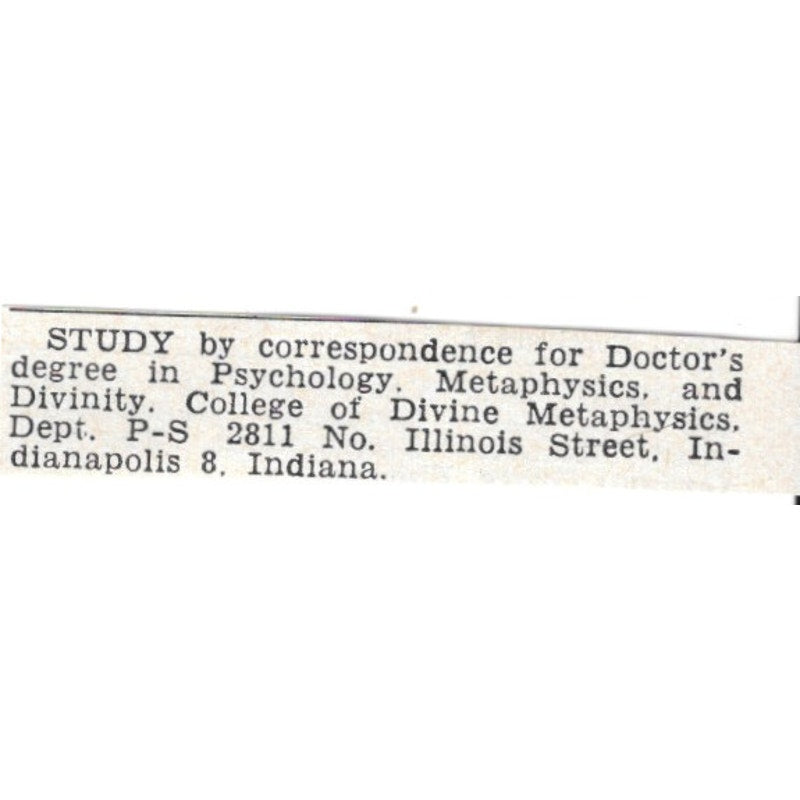 STUDY by correspondence for Doctor's
degree in Psychology, Metaphysics, and
Divinity. College of Divine Metaphysics,
Dept. P-S 2811 No. Illinois Street, In-
dianapolis 8, Indiana.